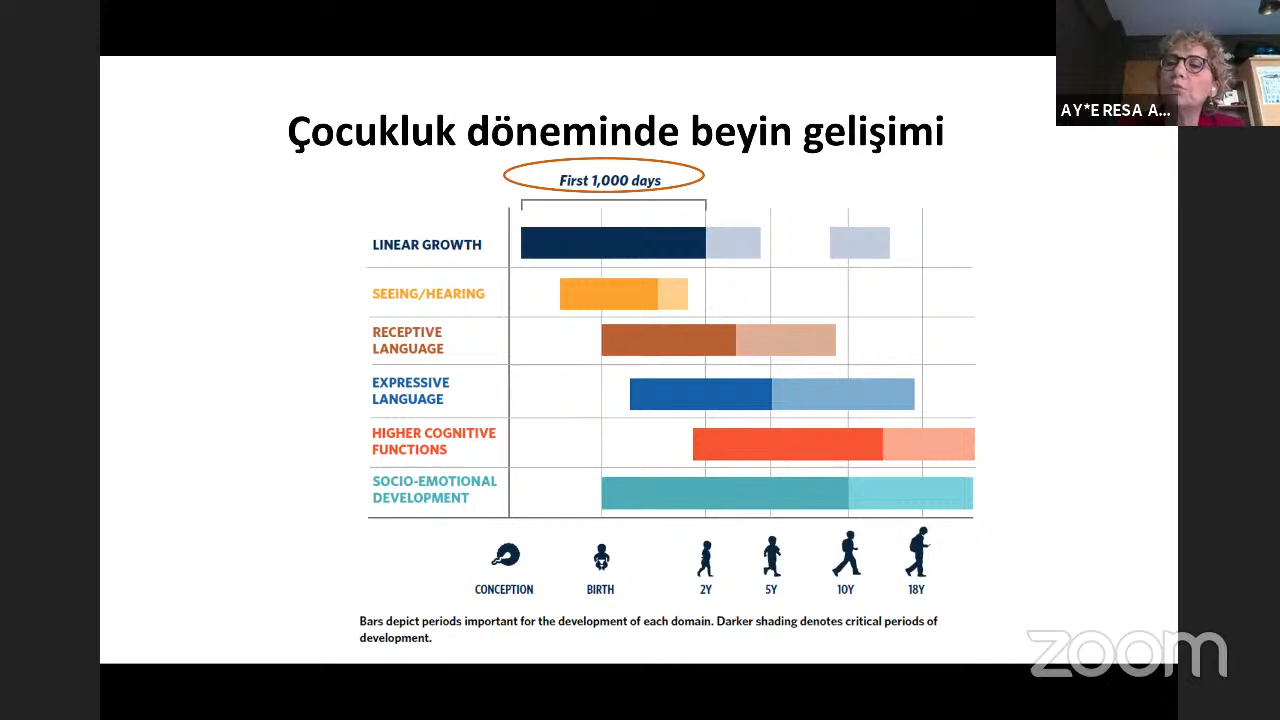 AY*E RESA A...
Çocukluk döneminde beyin gelişimi
First 1,000 days
LINEAR GROWTH
SEEING/HEARING
RECEPTIVE
LANGUAGE
EXPRESSIVE
LANGUAGE
HIGHER COGNITIVE
FUNCTIONS
SOCIO-EMOTIONAL
DEVELOPMENT
CONCEPTION
BIRTH
2Y
5Y
10Y
18Y
Bars depict periods important for the development of each domain. Darker shading denotes critical periods of
development.
zoom